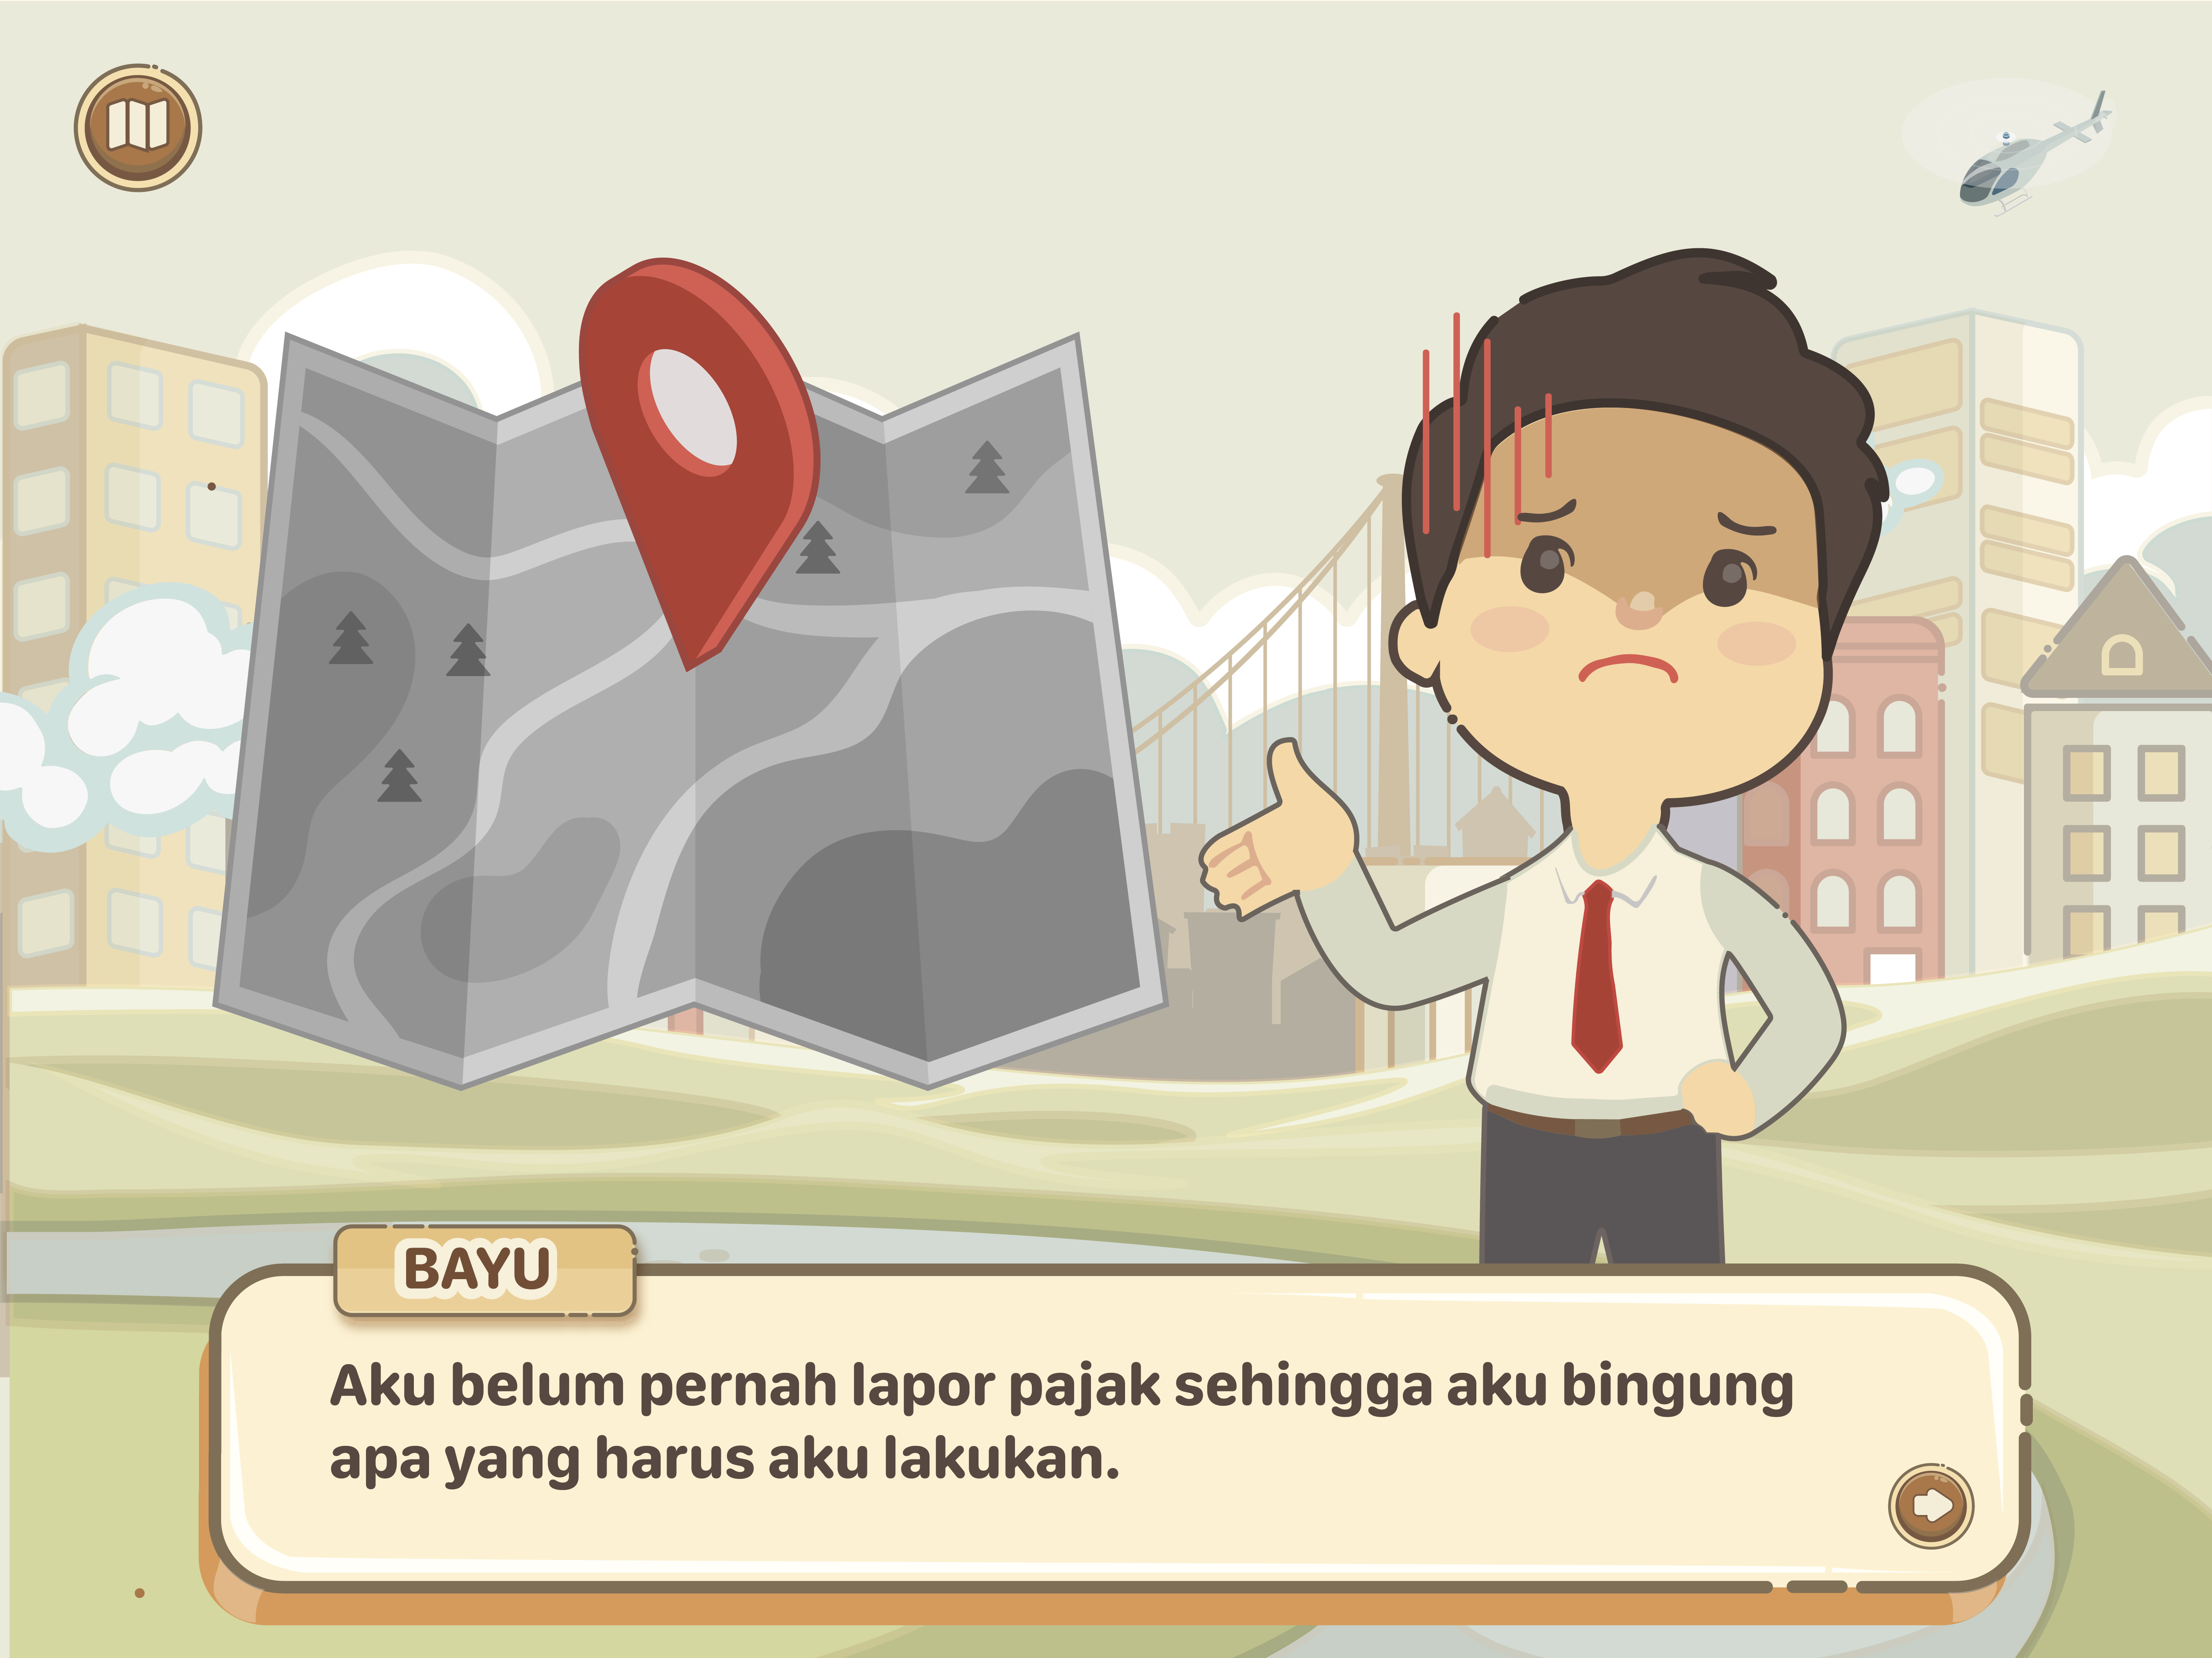 BAYU
Aku belum pernah lapor pajak sehingga aku bingung
apa yang harus aku lakukan.